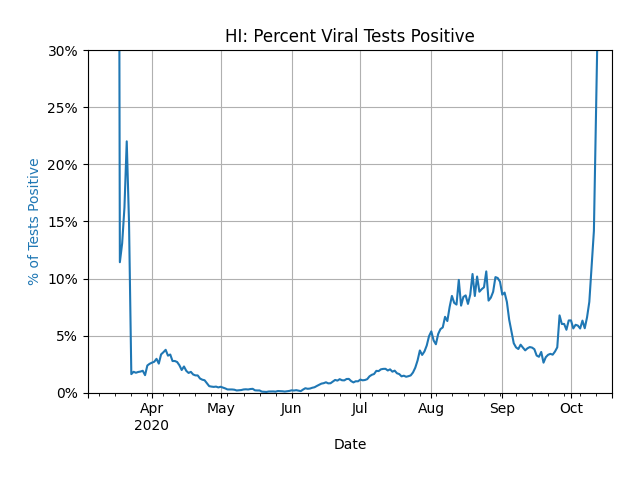 HI: Percent Viral Tests Positive
30%
25%
20%
15%
10%
5%
0%
% of Tests Positive
Apr May Jun Jul Aug Sep Oct
2020
Date